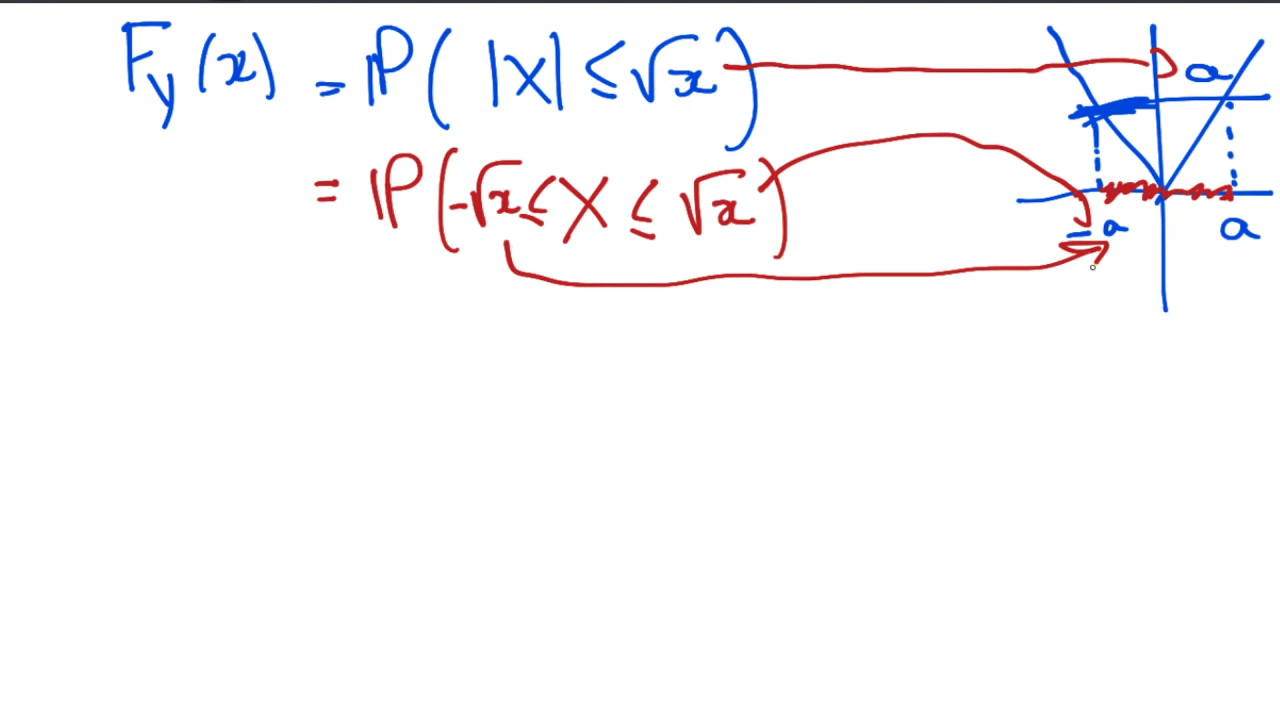 F_Y(x) = ℙ( |X| ≤ √x )
= ℙ( -√x ≤ X ≤ √x )
a
-a a